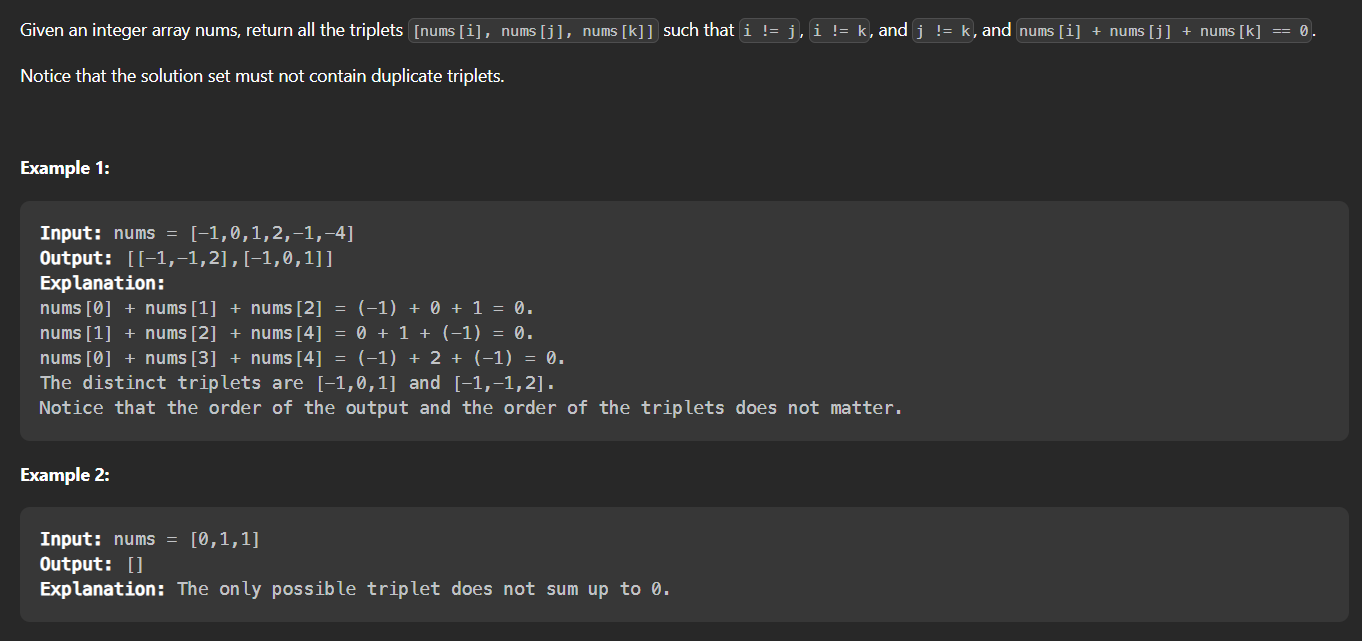 Given an integer array nums, return all the triplets [nums[i], nums[j], nums[k]] such that i != j, i != k, and j != k, and nums[i] + nums[j] + nums[k] == 0.
Notice that the solution set must not contain duplicate triplets.
Example 1:
Input: nums = [-1,0,1,2,-1,-4]
Output: [[-1,-1,2],[-1,0,1]]
Explanation:
nums[0] + nums[1] + nums[2] = (-1) + 0 + 1 = 0.
nums[1] + nums[2] + nums[4] = 0 + 1 + (-1) = 0.
nums[0] + nums[3] + nums[4] = (-1) + 2 + (-1) = 0.
The distinct triplets are [-1,0,1] and [-1,-1,2].
Notice that the order of the output and the order of the triplets does not matter.
Example 2:
Input: nums = [0,1,1]
Output: []
Explanation: The only possible triplet does not sum up to 0.